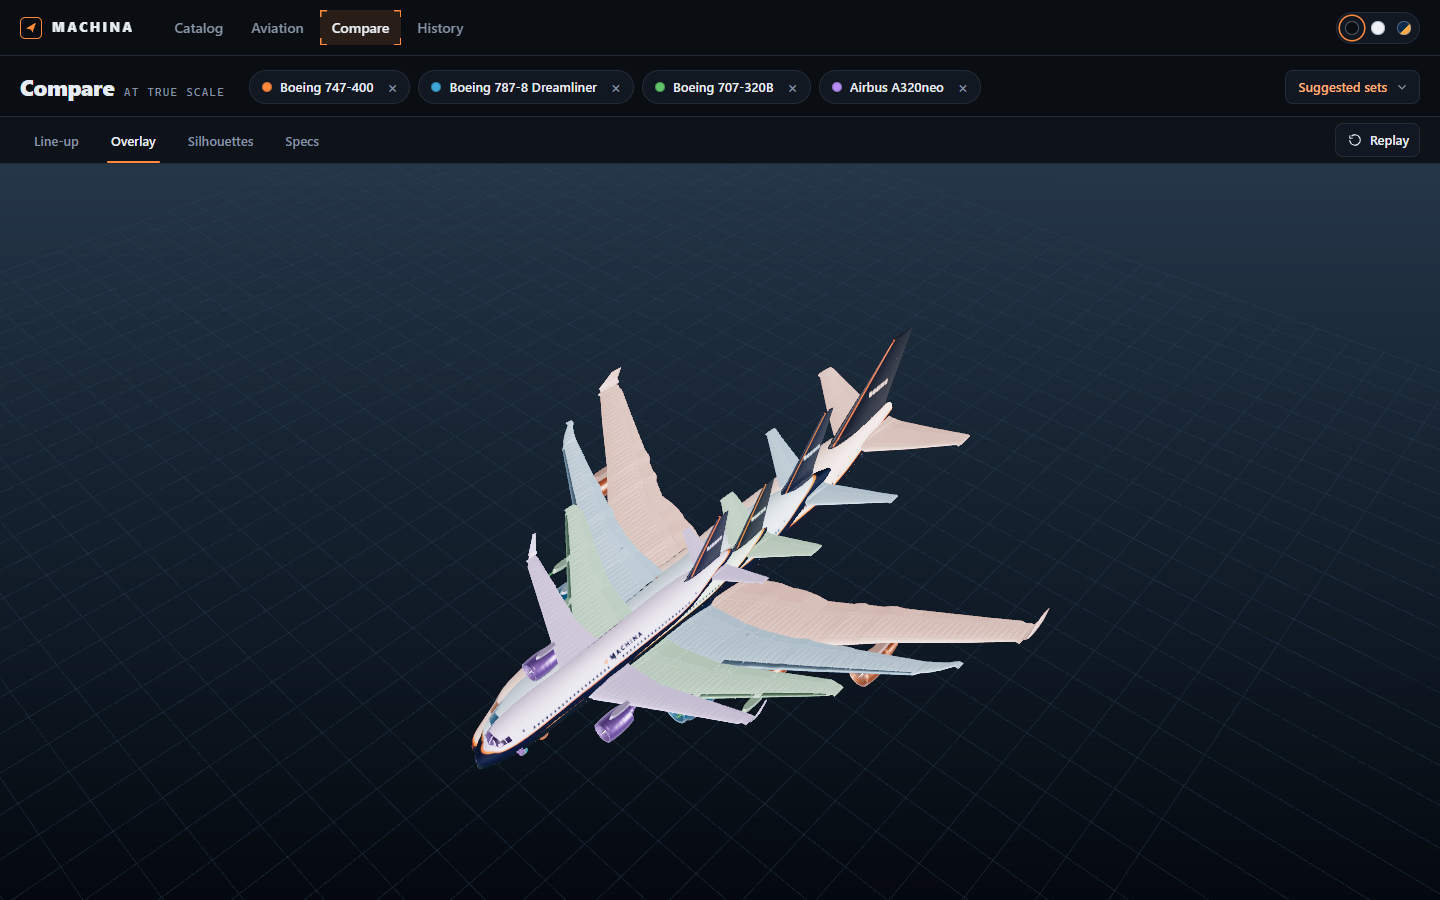 MACHINA
Catalog
Aviation
Compare
History
Compare AT TRUE SCALE
Boeing 747-400 ×
Boeing 787-8 Dreamliner ×
Boeing 707-320B ×
Airbus A320neo ×
Suggested sets
Line-up
Overlay
Silhouettes
Specs
Replay
MACHINA